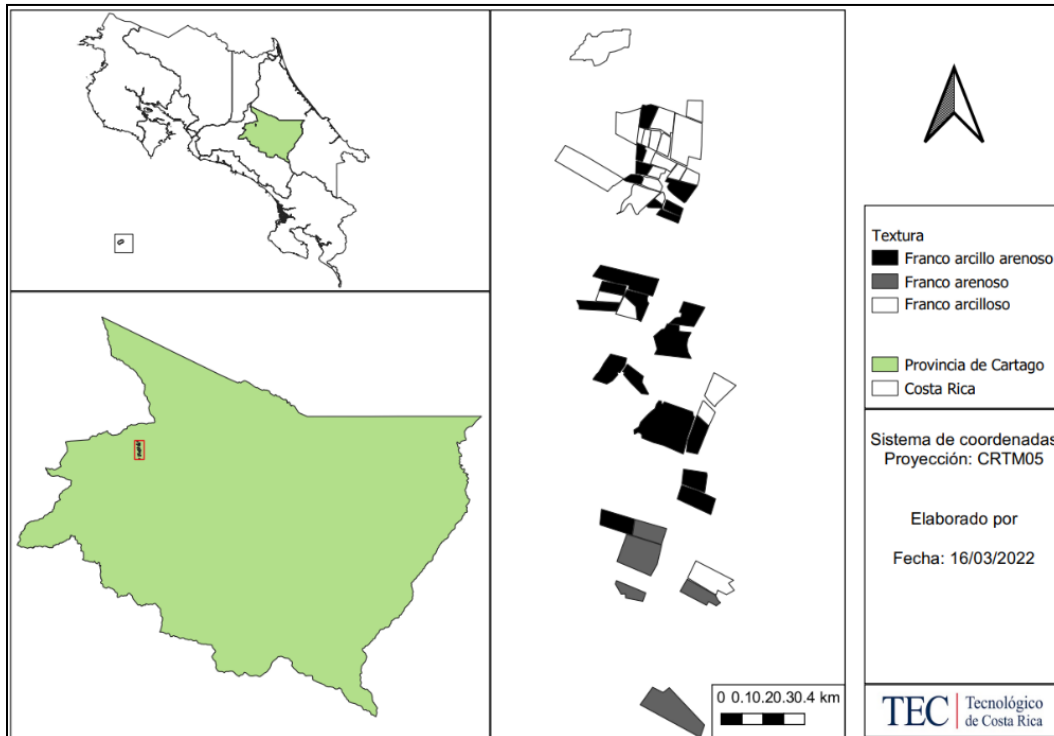 Textura
Franco arcillo arenoso
Franco arenoso
Franco arcilloso
Provincia de Cartago
Costa Rica
Sistema de coordenadas
Proyección: CRTM05
Elaborado por
Fecha: 16/03/2022
0 0.10.20.30.4 km
TEC Tecnológico
de Costa Rica